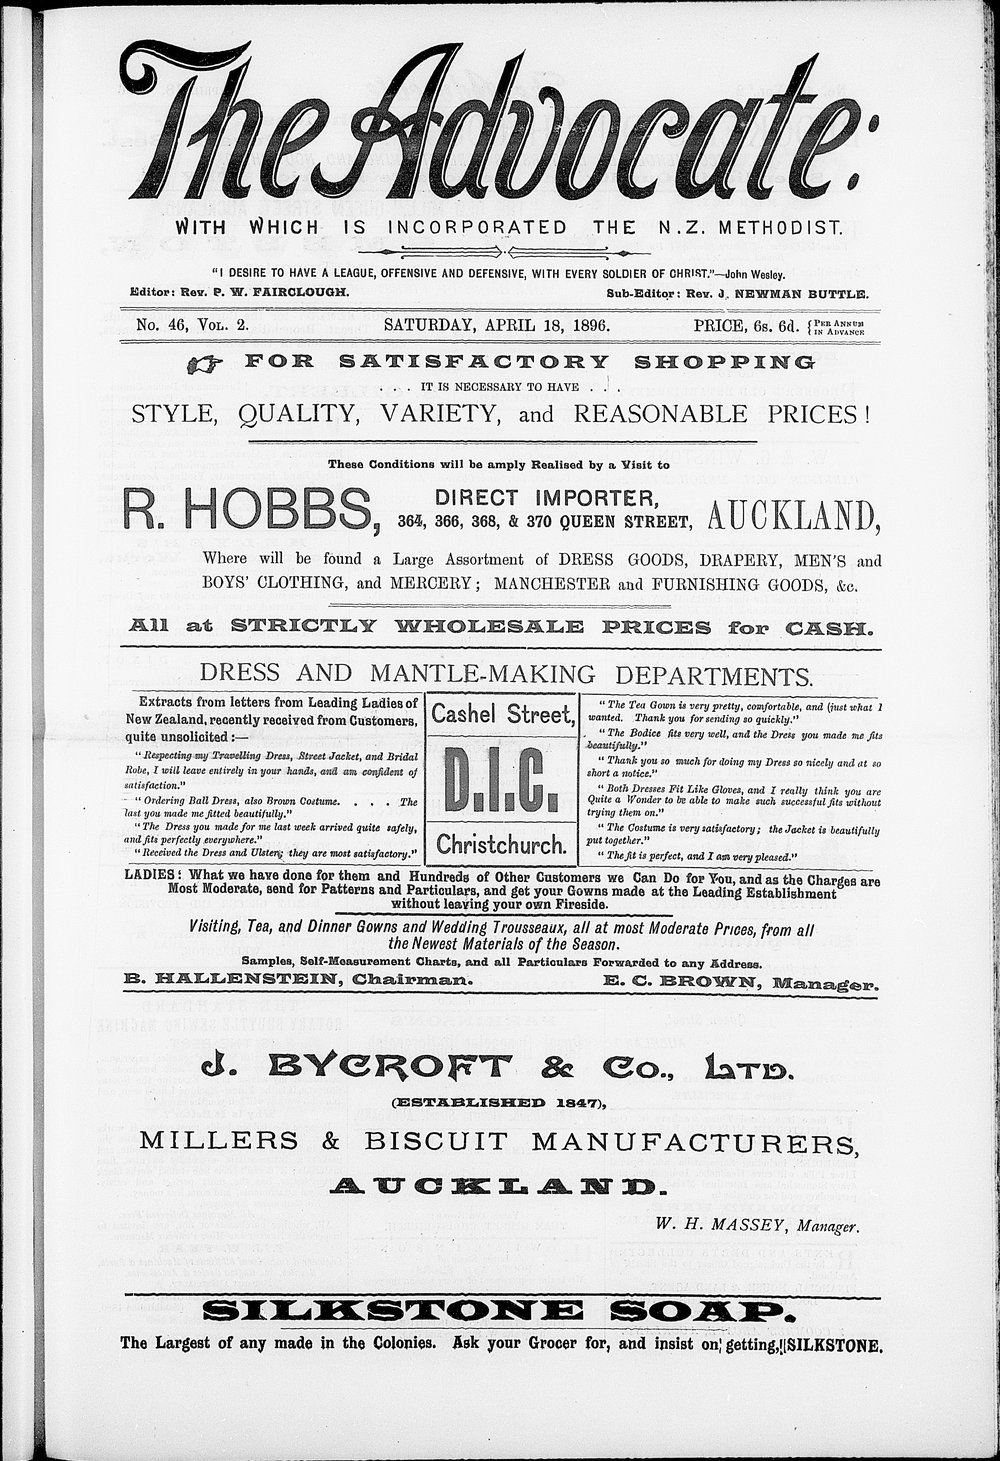 The Advocate:
WITH WHICH IS INCORPORATED THE N.Z. METHODIST.
"I DESIRE TO HAVE A LEAGUE, OFFENSIVE AND DEFENSIVE, WITH EVERY SOLDIER OF CHRIST."—John Wesley.
Editor: Rev. P. W. FAIRCLOUGH. Sub-Editor: Rev. J. NEWMAN BUTTLE.
No. 46, VOL. 2. SATURDAY, APRIL 18, 1896. PRICE, 6s. 6d. {PER ANNUM IN ADVANCE
FOR SATISFACTORY SHOPPING
. . . IT IS NECESSARY TO HAVE . . .
STYLE, QUALITY, VARIETY, and REASONABLE PRICES!
These Conditions will be amply Realised by a Visit to
R. HOBBS, DIRECT IMPORTER, 364, 366, 368, & 370 QUEEN STREET, AUCKLAND,
Where will be found a Large Assortment of DRESS GOODS, DRAPERY, MEN'S and
BOYS' CLOTHING, and MERCERY; MANCHESTER and FURNISHING GOODS, &c.
All at STRICTLY WHOLESALE PRICES for CASH.
DRESS AND MANTLE-MAKING DEPARTMENTS.
Extracts from letters from Leading Ladies of
New Zealand, recently received from Customers,
quite unsolicited:—
"Respecting my Travelling Dress, Street Jacket, and Bridal
Robe, I will leave entirely in your hands, and am confident of
satisfaction."
"Ordering Ball Dress, also Brown Costume. . . . The
last you made me fitted beautifully."
"The Dress you made for me last week arrived quite safely,
and fits perfectly everywhere."
"Received the Dress and Ulster; they are most satisfactory."
Cashel Street,
D.I.C.
Christchurch.
"The Tea Gown is very pretty, comfortable, and (just what I
wanted. Thank you for sending so quickly."
"The Bodice fits very well, and the Dress you made me fits
beautifully."
"Thank you so much for doing my Dress so nicely and at so
short a notice."
"Both Dresses Fit Like Gloves, and I really think you are
Quite a Wonder to be able to make such successful fits without
trying them on."
"The Costume is very satisfactory; the Jacket is beautifully
put together."
"The fit is perfect, and I am very pleased."
LADIES! What we have done for them and Hundreds of Other Customers we Can Do for You, and as the Charges are
Most Moderate, send for Patterns and Particulars, and get your Gowns made at the Leading Establishment
without leaving your own Fireside.
Visiting, Tea, and Dinner Gowns and Wedding Trousseaux, all at most Moderate Prices, from all
the Newest Materials of the Season.
Samples, Self-Measurement Charts, and all Particulars Forwarded to any Address.
B. HALLENSTEIN, Chairman. E. C. BROWN, Manager.
J. BYCROFT & Co., LTD.
(ESTABLISHED 1847),
MILLERS & BISCUIT MANUFACTURERS,
AUCKLAND.
W. H. MASSEY, Manager.
SILKSTONE SOAP.
The Largest of any made in the Colonies. Ask your Grocer for, and insist on getting, SILKSTONE.